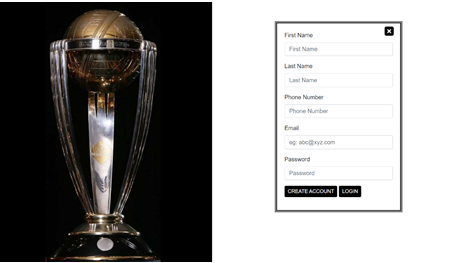 First Name
First Name
Last Name
Last Name
Phone Number
Phone Number
Email
eg: abc@xyz.com
Password
Password
CREATE ACCOUNT LOGIN